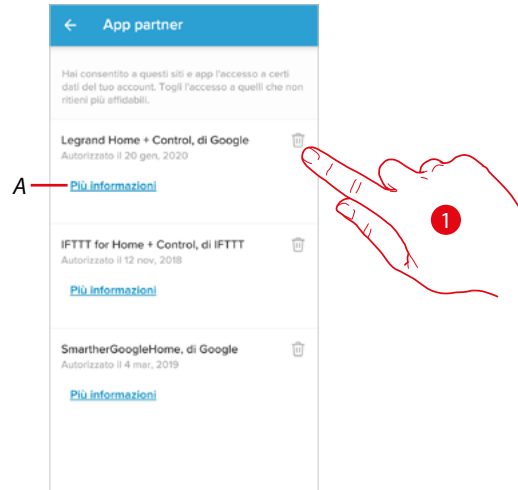 App partner
Hai consentito a questi siti e app l'accesso a certi
dati del tuo account. Togli l'accesso a quelli che non
ritieni più affidabili.
Legrand Home + Control, di Google
Autorizzato il 20 gen, 2020
A
Più informazioni
1
IFTTT for Home + Control, di IFTTT
Autorizzato il 12 nov, 2018
Più informazioni
SmartherGoogleHome, di Google
Autorizzato il 4 mar, 2019
Più informazioni